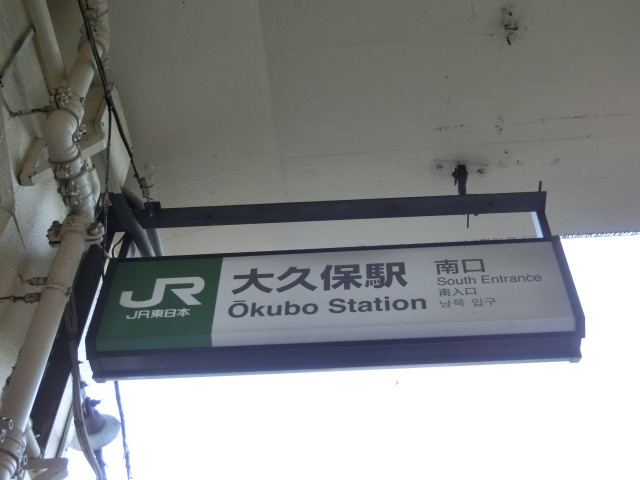 JR
JR東日本
大久保駅
Ōkubo Station
南口
South Entrance
南入口
남쪽 입구